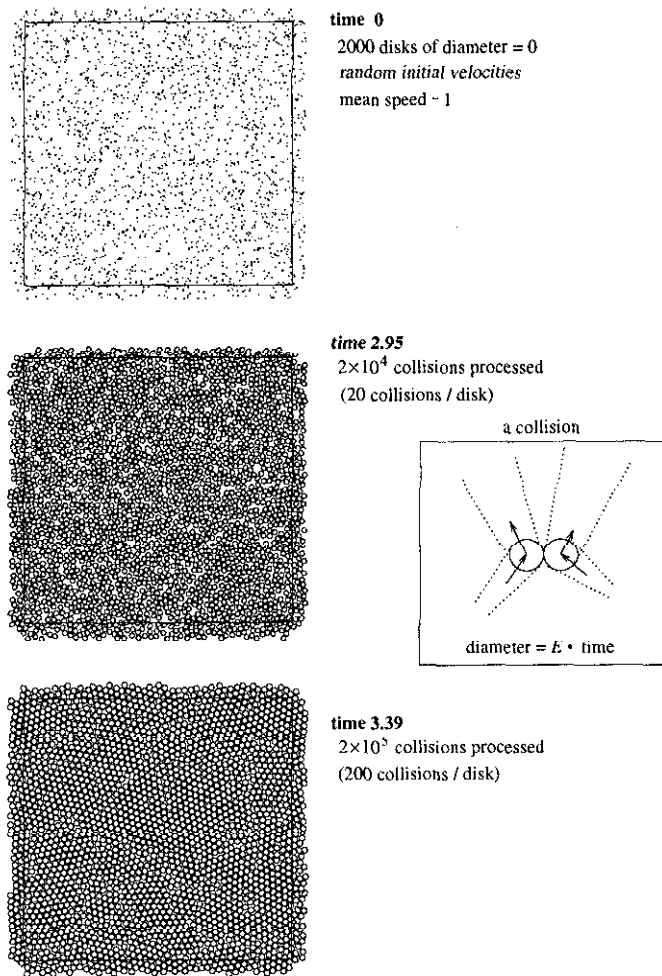 time 0
2000 disks of diameter = 0
random initial velocities
mean speed ~ 1
time 2.95
2×10⁴ collisions processed
(20 collisions / disk)
a collision
diameter = E • time
time 3.39
2×10⁵ collisions processed
(200 collisions / disk)